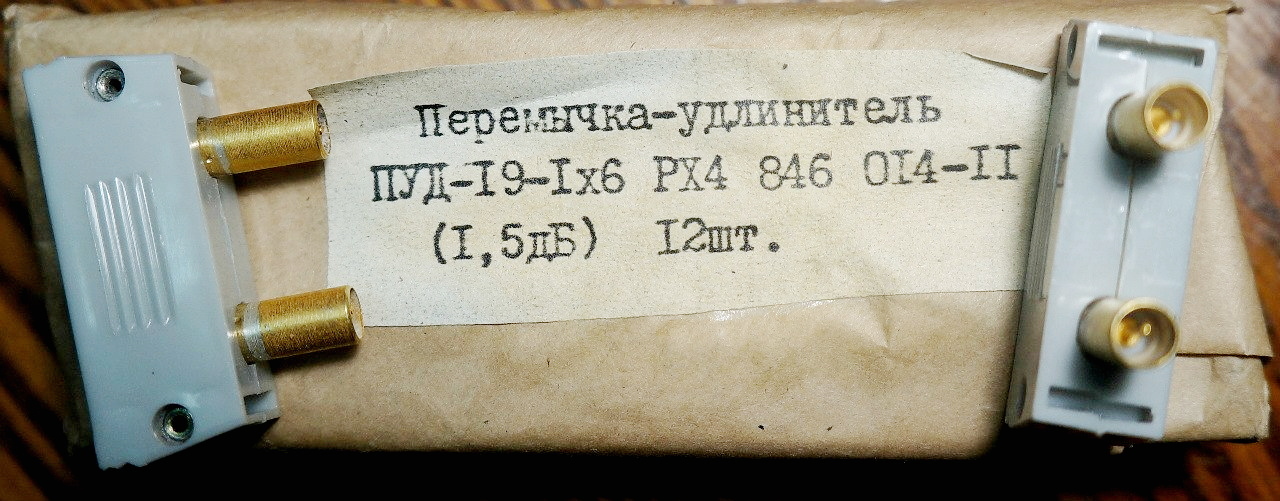 Перемычка-удлинитель
ПУД-I9-Iх6 РХ4 846 0I4-II
(I,5дБ) I2шт.